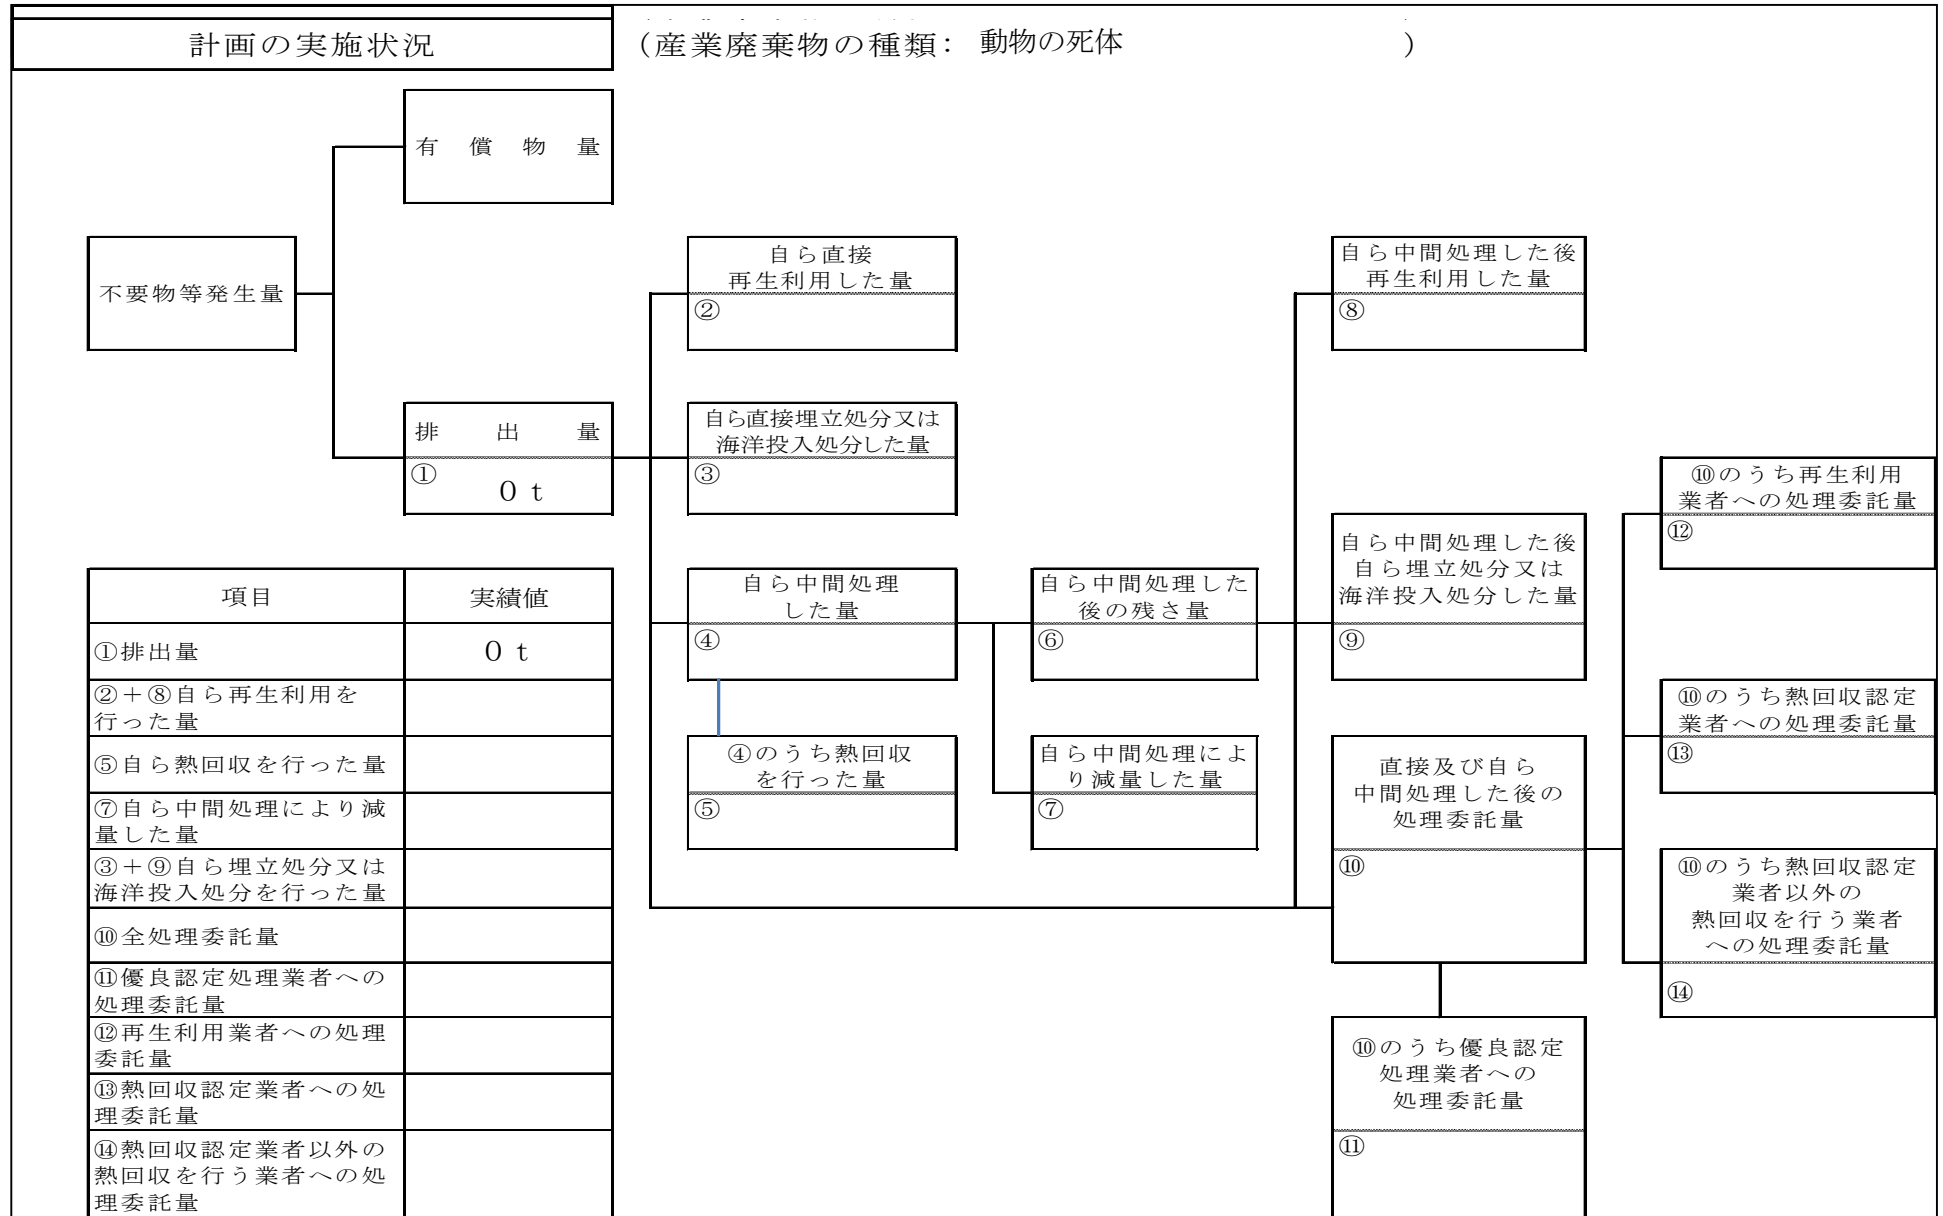 計画の実施状況
（産業廃棄物の種類： 動物の死体 ）
有償物量
不要物等発生量
自ら直接
再生利用した量
②
自ら中間処理した後
再生利用した量
⑧
排出量
①
0 t
自ら直接埋立処分又は
海洋投入処分した量
③
⑩のうち再生利用
業者への処理委託量
⑫
自ら中間処理した後
自ら埋立処分又は
海洋投入処分した量
⑨
自ら中間処理
した量
④
自ら中間処理した
後の残さ量
⑥
⑩のうち熱回収認定
業者への処理委託量
⑬
④のうち熱回収
を行った量
⑤
自ら中間処理によ
り減量した量
⑦
直接及び自ら
中間処理した後の
処理委託量
⑩
⑩のうち熱回収認定
業者以外の
熱回収を行う業者
への処理委託量
⑭
⑩のうち優良認定
処理業者への
処理委託量
⑪
項目 実績値
①排出量 0 t
②＋⑧自ら再生利用を
行った量
⑤自ら熱回収を行った量
⑦自ら中間処理により減
量した量
③＋⑨自ら埋立処分又は
海洋投入処分を行った量
⑩全処理委託量
⑪優良認定処理業者への
処理委託量
⑫再生利用業者への処理
委託量
⑬熱回収認定業者への処
理委託量
⑭熱回収認定業者以外の
熱回収を行う業者への処
理委託量